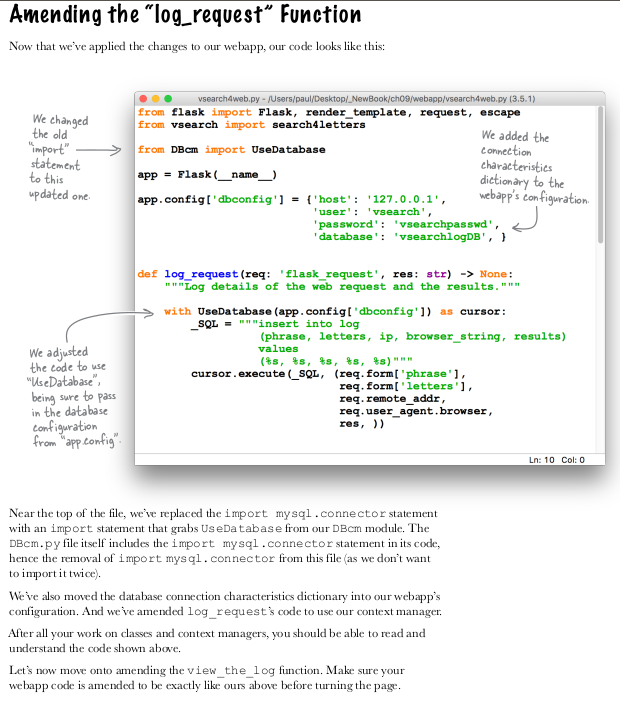 Amending the “log_request” Function
Now that we’ve applied the changes to our webapp, our code looks like this:
vsearch4web.py - /Users/paul/Desktop/_NewBook/ch09/webapp/vsearch4web.py (3.5.1)
from flask import Flask, render_template, request, escape
from vsearch import search4letters
We changed
the old
“import”
statement
to this
updated one.
from DBcm import UseDatabase
We added the
connection
characteristics
dictionary to the
webapp’s configuration.
app = Flask(__name__)
app.config['dbconfig'] = {'host': '127.0.0.1',
'user': 'vsearch',
'password': 'vsearchpasswd',
'database': 'vsearchlogDB', }
def log_request(req: 'flask_request', res: str) -> None:
"""Log details of the web request and the results."""
with UseDatabase(app.config['dbconfig']) as cursor:
_SQL = """insert into log
(phrase, letters, ip, browser_string, results)
values
(%s, %s, %s, %s, %s)"""
cursor.execute(_SQL, (req.form['phrase'],
req.form['letters'],
req.remote_addr,
req.user_agent.browser,
res, ))
We adjusted
the code to use
“UseDatabase”,
being sure to pass
in the database
configuration
from “app.config”.
Ln: 10 Col: 0
Near the top of the file, we’ve replaced the import mysql.connector statement
with an import statement that grabs UseDatabase from our DBcm module. The
DBcm.py file itself includes the import mysql.connector statement in its code,
hence the removal of import mysql.connector from this file (as we don’t want
to import it twice).
We’ve also moved the database connection characteristics dictionary into our webapp’s
configuration. And we’ve amended log_request’s code to use our context manager.
After all your work on classes and context managers, you should be able to read and
understand the code shown above.
Let’s now move onto amending the view_the_log function. Make sure your
webapp code is amended to be exactly like ours above before turning the page.